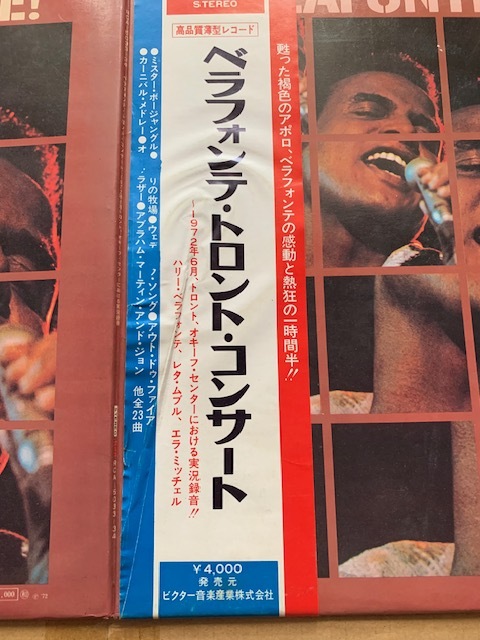 STEREO
高品質薄型レコード
甦った褐色のアポロ、ベラフォンテの感動と熱狂の一時間半!!
ベラフォンテ・トロント・コンサート
〜1972年6月、トロント、オキーフ・センターにおける実況録音!!
ハリー・ベラフォンテ、レタ・ムブル、エラ・ミッチェル
●ミスター・ボージャングル●
りの牧場●ウェデ
・ソング●アウト・ドゥ・ファイア
●カーニバル・メドレー●オ
ラザー●アブラハム・マーティン・アンド・ジョン
他全23曲
¥4,000
発売元
ビクター音楽産業株式会社
RCA-5033-34
,000
℗'72
E!